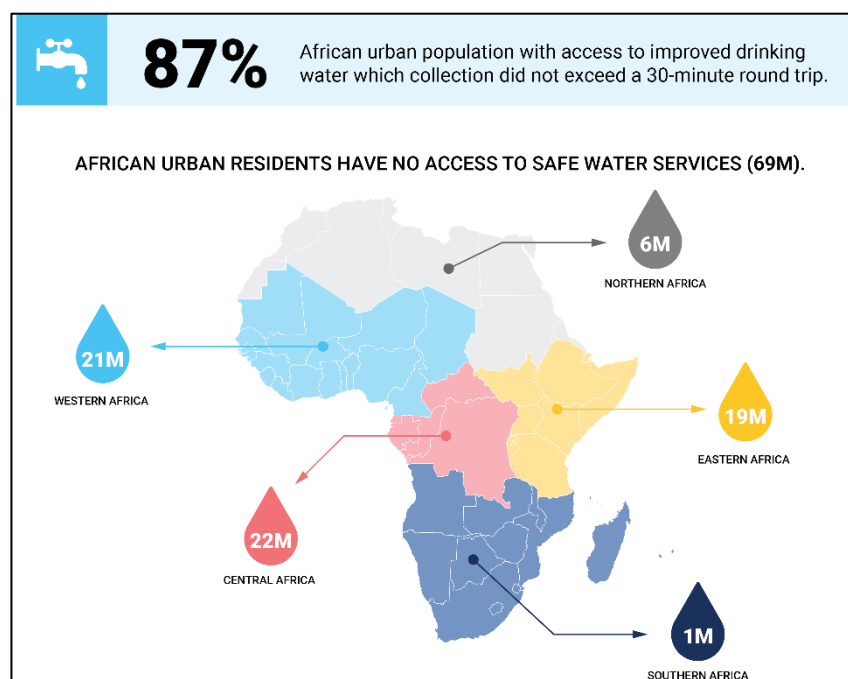 87%
African urban population with access to improved drinking
water which collection did not exceed a 30-minute round trip.
AFRICAN URBAN RESIDENTS HAVE NO ACCESS TO SAFE WATER SERVICES (69M).
6M
NORTHERN AFRICA
21M
WESTERN AFRICA
19M
EASTERN AFRICA
22M
CENTRAL AFRICA
1M
SOUTHERN AFRICA